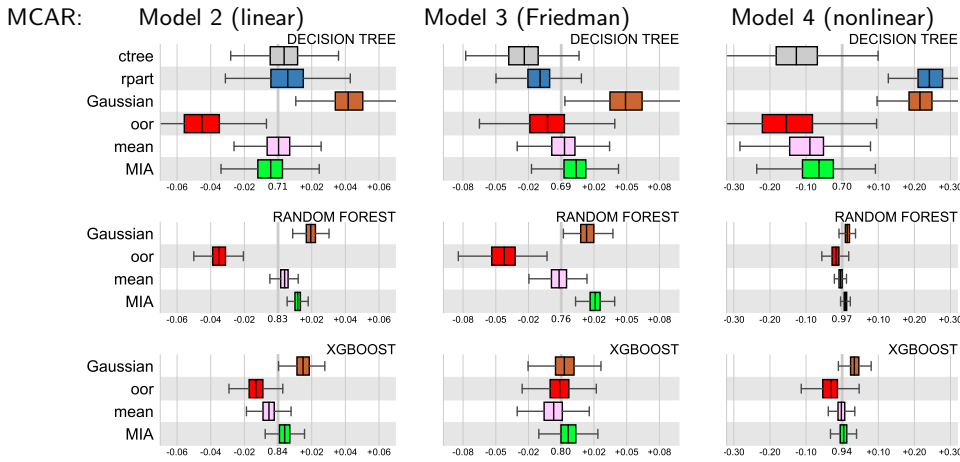 MCAR: Model 2 (linear) Model 3 (Friedman) Model 4 (nonlinear)
DECISION TREE DECISION TREE DECISION TREE
ctree
rpart
Gaussian
oor
mean
MIA
-0.06 -0.04 0.71 +0.02 +0.04 +0.06 -0.08 -0.05 -0.02 0.69 +0.02 +0.05 +0.08 -0.30 -0.20 -0.10 0.70 +0.10 +0.20 +0.30
RANDOM FOREST RANDOM FOREST RANDOM FOREST
Gaussian
oor
mean
MIA
-0.06 -0.04 -0.04 0.83 +0.02 +0.04 +0.06 -0.08 -0.05 -0.02 0.76 +0.02 +0.05 +0.08 -0.30 -0.20 -0.10 0.97 +0.10 +0.20 +0.30
XGBOOST XGBOOST XGBOOST
Gaussian
oor
mean
MIA
-0.06 -0.04 0.80 +0.02 +0.04 +0.06 -0.08 -0.05 -0.02 0.86 +0.02 +0.05 +0.08 -0.30 -0.20 -0.10 0.94 +0.10 +0.20 +0.30